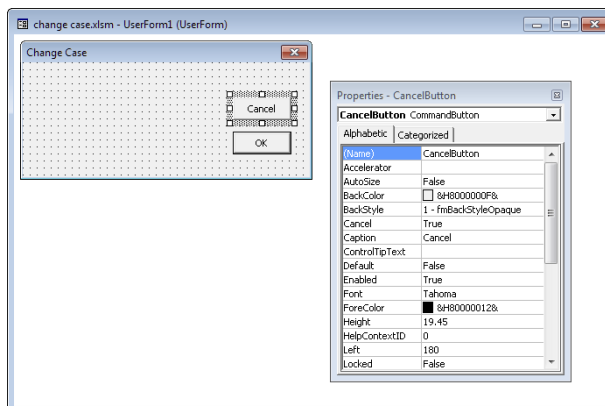 change case.xlsm - UserForm1 (UserForm)
Change Case
Cancel
OK
Properties - CancelButton
CancelButton CommandButton
Alphabetic Categorized
(Name) CancelButton
Accelerator
AutoSize False
BackColor &H8000000F&
BackStyle 1 - fmBackStyleOpaque
Cancel True
Caption Cancel
ControlTipText
Default False
Enabled True
Font Tahoma
ForeColor &H80000012&
Height 19.45
HelpContextID 0
Left 180
Locked False